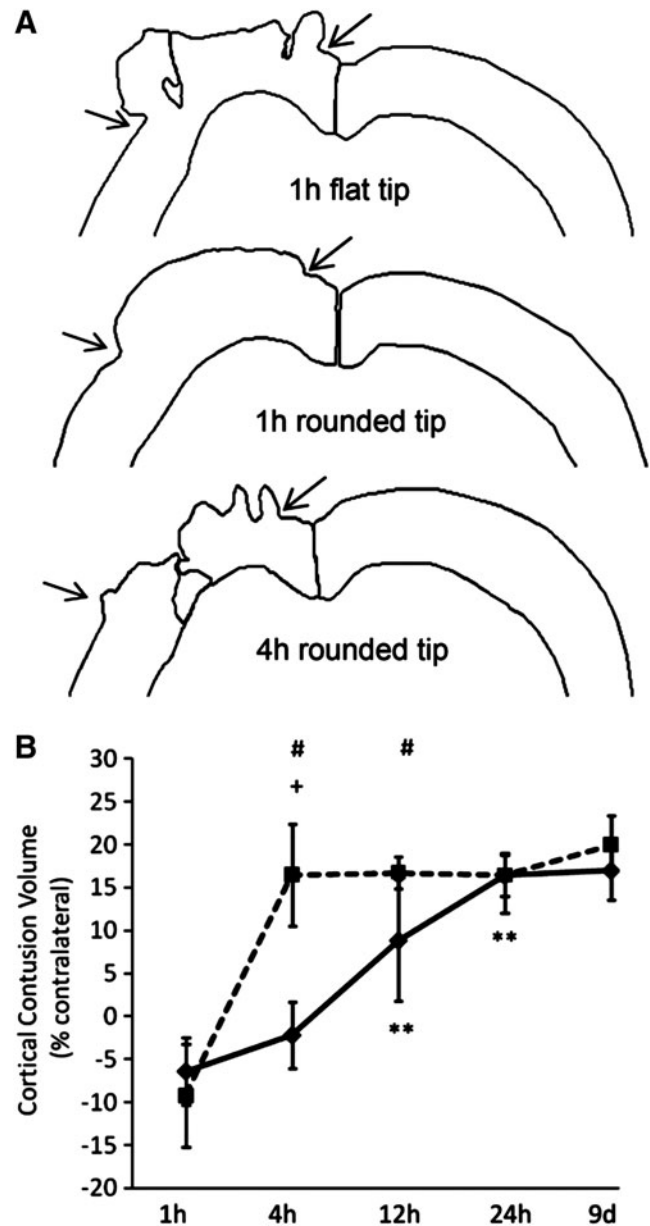 A
1h flat tip
1h rounded tip
4h rounded tip
B
Cortical Contusion Volume
(% contralateral)
30
25
20
15
10
5
0
-5
-10
-15
-20
# #
+
**
**
1h 4h 12h 24h 9d